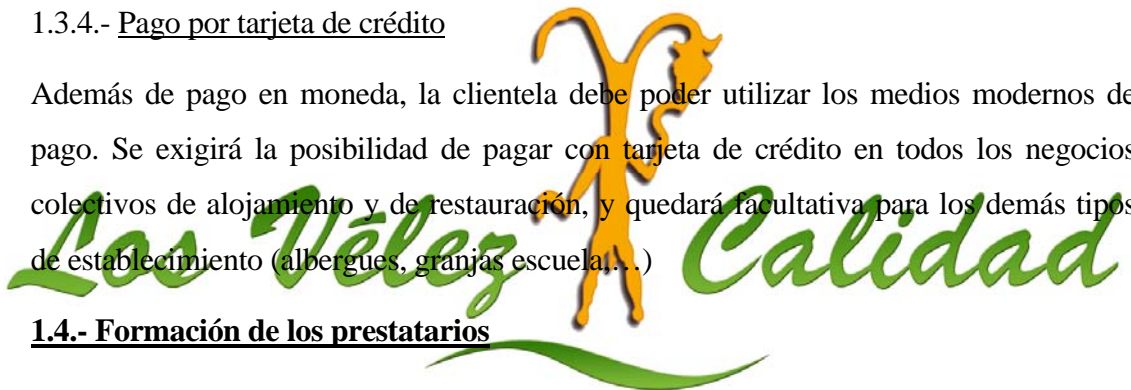 1.3.4.- Pago por tarjeta de crédito
Además de pago en moneda, la clientela debe poder utilizar los medios modernos de
pago. Se exigirá la posibilidad de pagar con tarjeta de crédito en todos los negocios
colectivos de alojamiento y de restauración, y quedará facultativa para los demás tipos
de establecimiento (albergues, granjas escuela,…)
Los Vélez Calidad
1.4.- Formación de los prestatarios